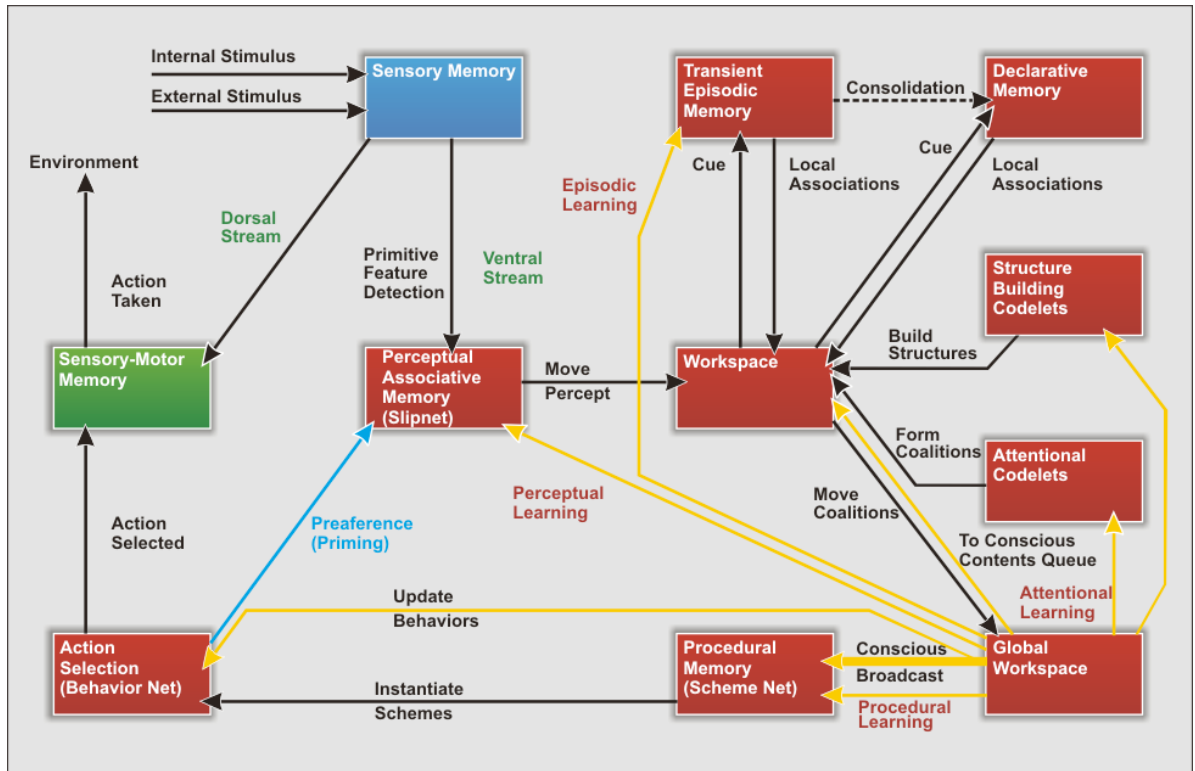 Internal Stimulus
External Stimulus
Sensory Memory
Transient
Episodic
Memory
Consolidation
Declarative
Memory
Environment
Dorsal
Stream
Action
Taken
Primitive
Feature
Detection
Ventral
Stream
Episodic
Learning
Cue
Local
Associations
Cue
Local
Associations
Structure
Building
Codelets
Build
Structures
Sensory-Motor
Memory
Perceptual
Associative
Memory
(Slipnet)
Move
Percept
Workspace
Form
Coalitions
Attentional
Codelets
Action
Selected
Preaference
(Priming)
Perceptual
Learning
Move
Coalitions
To Conscious
Contents Queue
Attentional
Learning
Update
Behaviors
Action
Selection
(Behavior Net)
Instantiate
Schemes
Procedural
Memory
(Scheme Net)
Conscious
Broadcast
Procedural
Learning
Global
Workspace